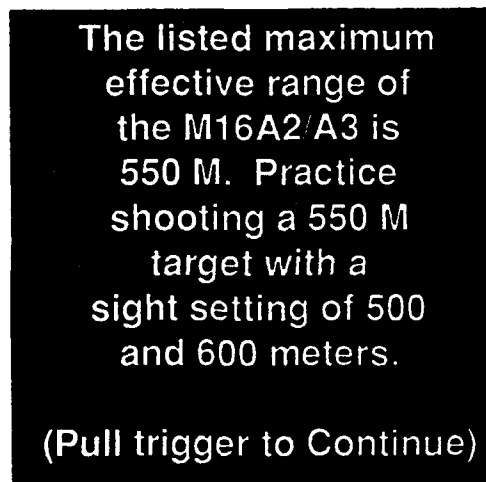 The listed maximum
effective range of
the M16A2/A3 is
550 M. Practice
shooting a 550 M
target with a
sight setting of 500
and 600 meters.
(Pull trigger to Continue)